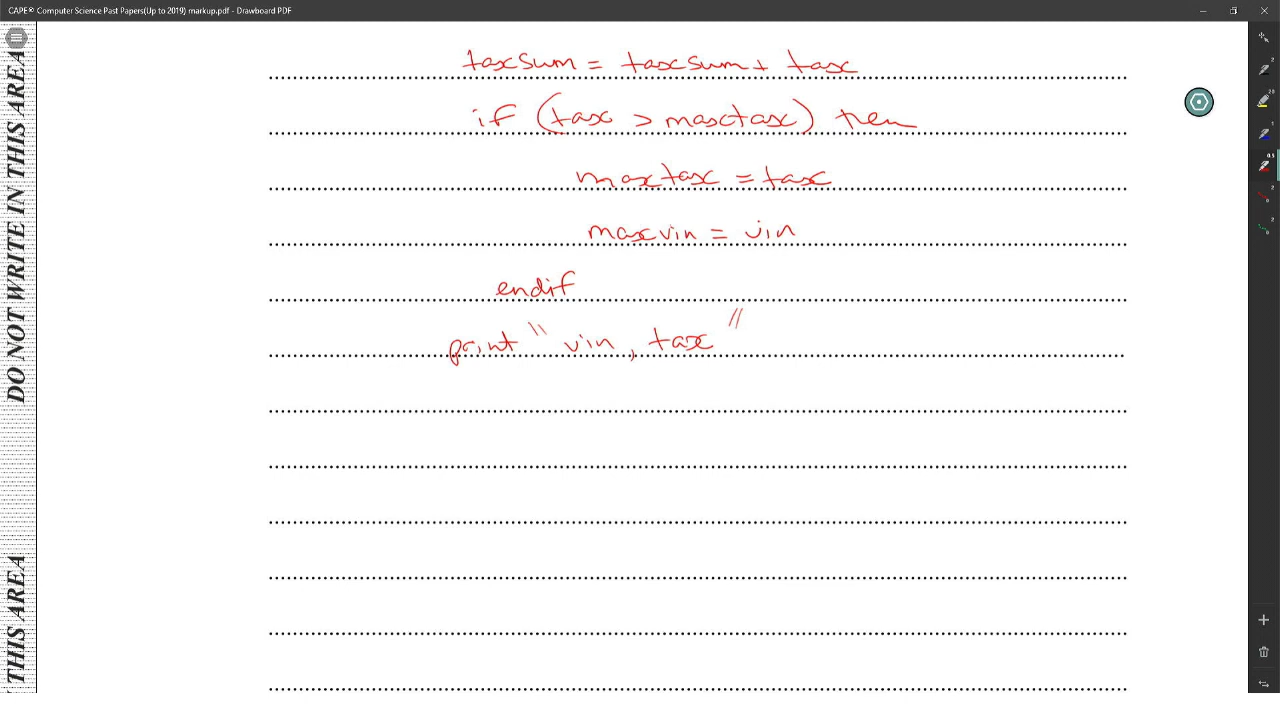 CAPE® Computer Science Past Papers(Up to 2019) markup.pdf - Drawboard PDF
DO NOT WRITE IN THIS AREA
THIS AREA
taxsum = taxsum + tax
if (tax > maxtax) then
maxtax = tax
maxvin = vin
endif
print " vin, tax "